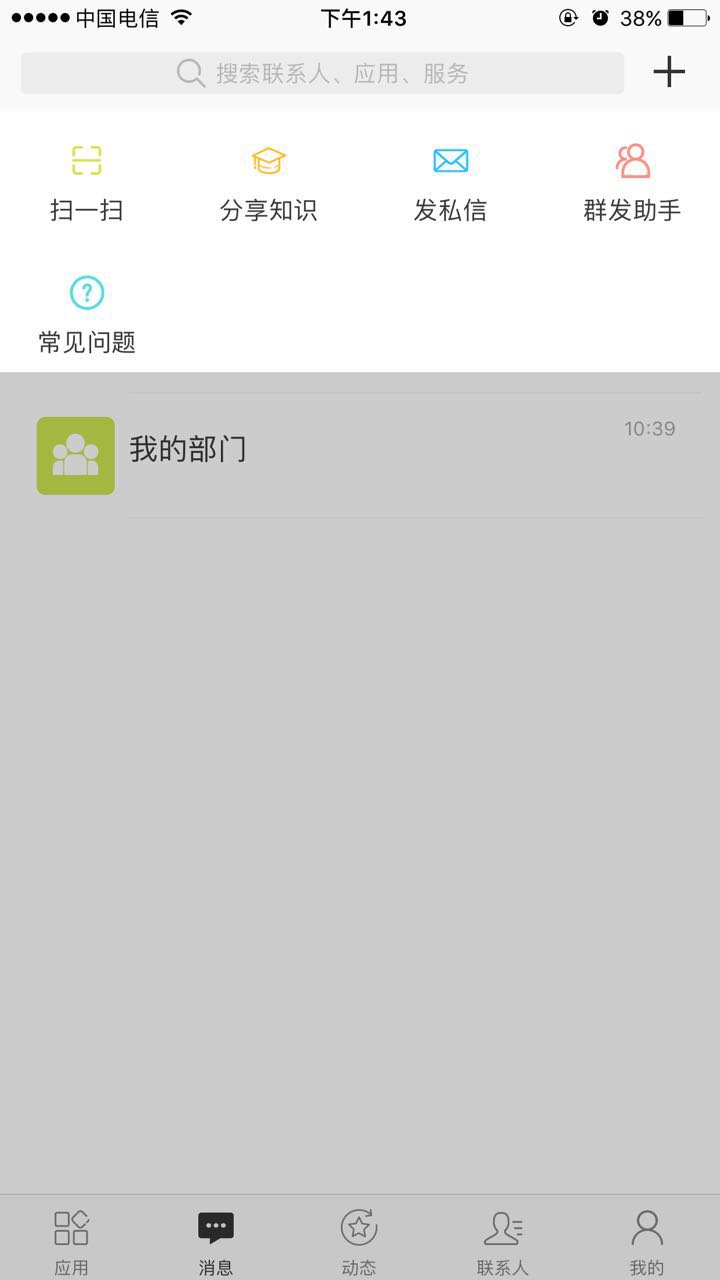 中国电信 下午1:43 38%
搜索联系人、应用、服务
扫一扫 分享知识 发私信 群发助手
常见问题
我的部门 10:39
应用 消息 动态 联系人 我的